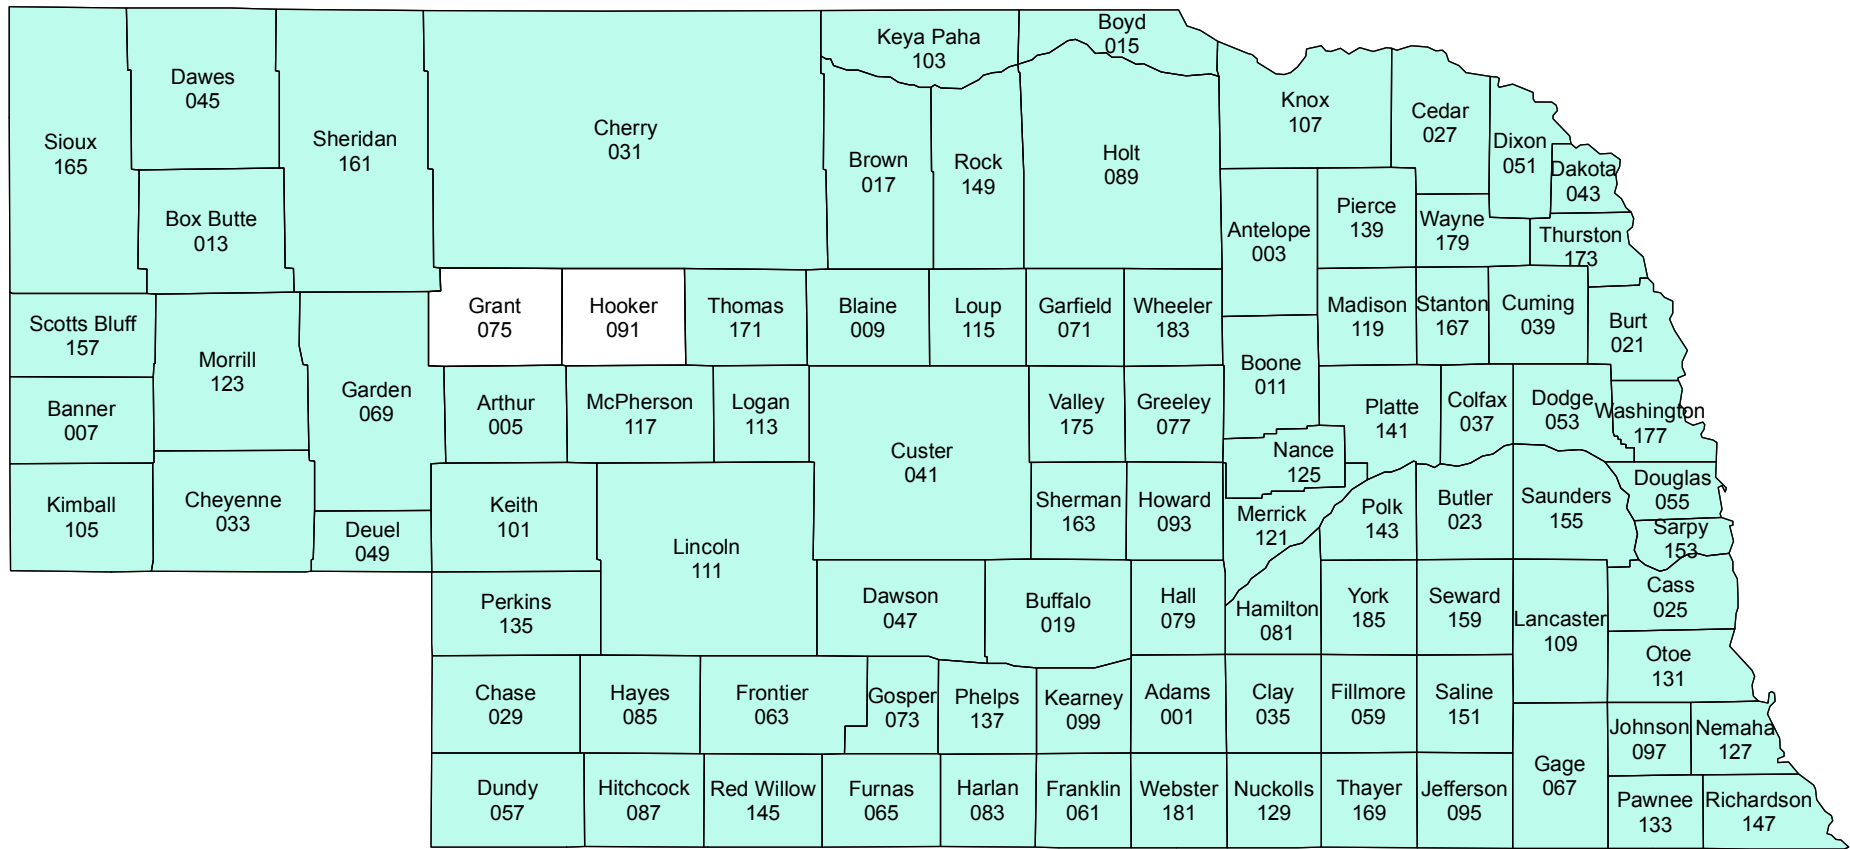 Boyd
015
Keya Paha
103
Dawes
045
Knox
107
Cedar
027
Cherry
031
Sheridan
161
Sioux
165
Dixon
051
Holt
089
Brown
017
Rock
149
Dakota
043
Pierce
139
Wayne
179
Box Butte
013
Antelope
003
Thurston
173
Grant
075
Hooker
091
Thomas
171
Blaine
009
Loup
115
Garfield
071
Wheeler
183
Madison
119
Stanton
167
Cuming
039
Burt
021
Scotts Bluff
157
Morrill
123
Boone
011
Garden
069
Banner
007
Arthur
005
McPherson
117
Logan
113
Valley
175
Greeley
077
Platte
141
Colfax
037
Dodge
053
Washington
177
Custer
041
Nance
125
Douglas
055
Kimball
105
Cheyenne
033
Keith
101
Sherman
163
Howard
093
Merrick
121
Polk
143
Butler
023
Saunders
155
Sarpy
153
Deuel
049
Lincoln
111
Cass
025
Perkins
135
Dawson
047
Buffalo
019
Hall
079
Hamilton
081
York
185
Seward
159
Lancaster
109
Otoe
131
Chase
029
Hayes
085
Frontier
063
Gosper
073
Phelps
137
Kearney
099
Adams
001
Clay
035
Fillmore
059
Saline
151
Johnson
097
Nemaha
127
Gage
067
Dundy
057
Hitchcock
087
Red Willow
145
Furnas
065
Harlan
083
Franklin
061
Webster
181
Nuckolls
129
Thayer
169
Jefferson
095
Pawnee
133
Richardson
147